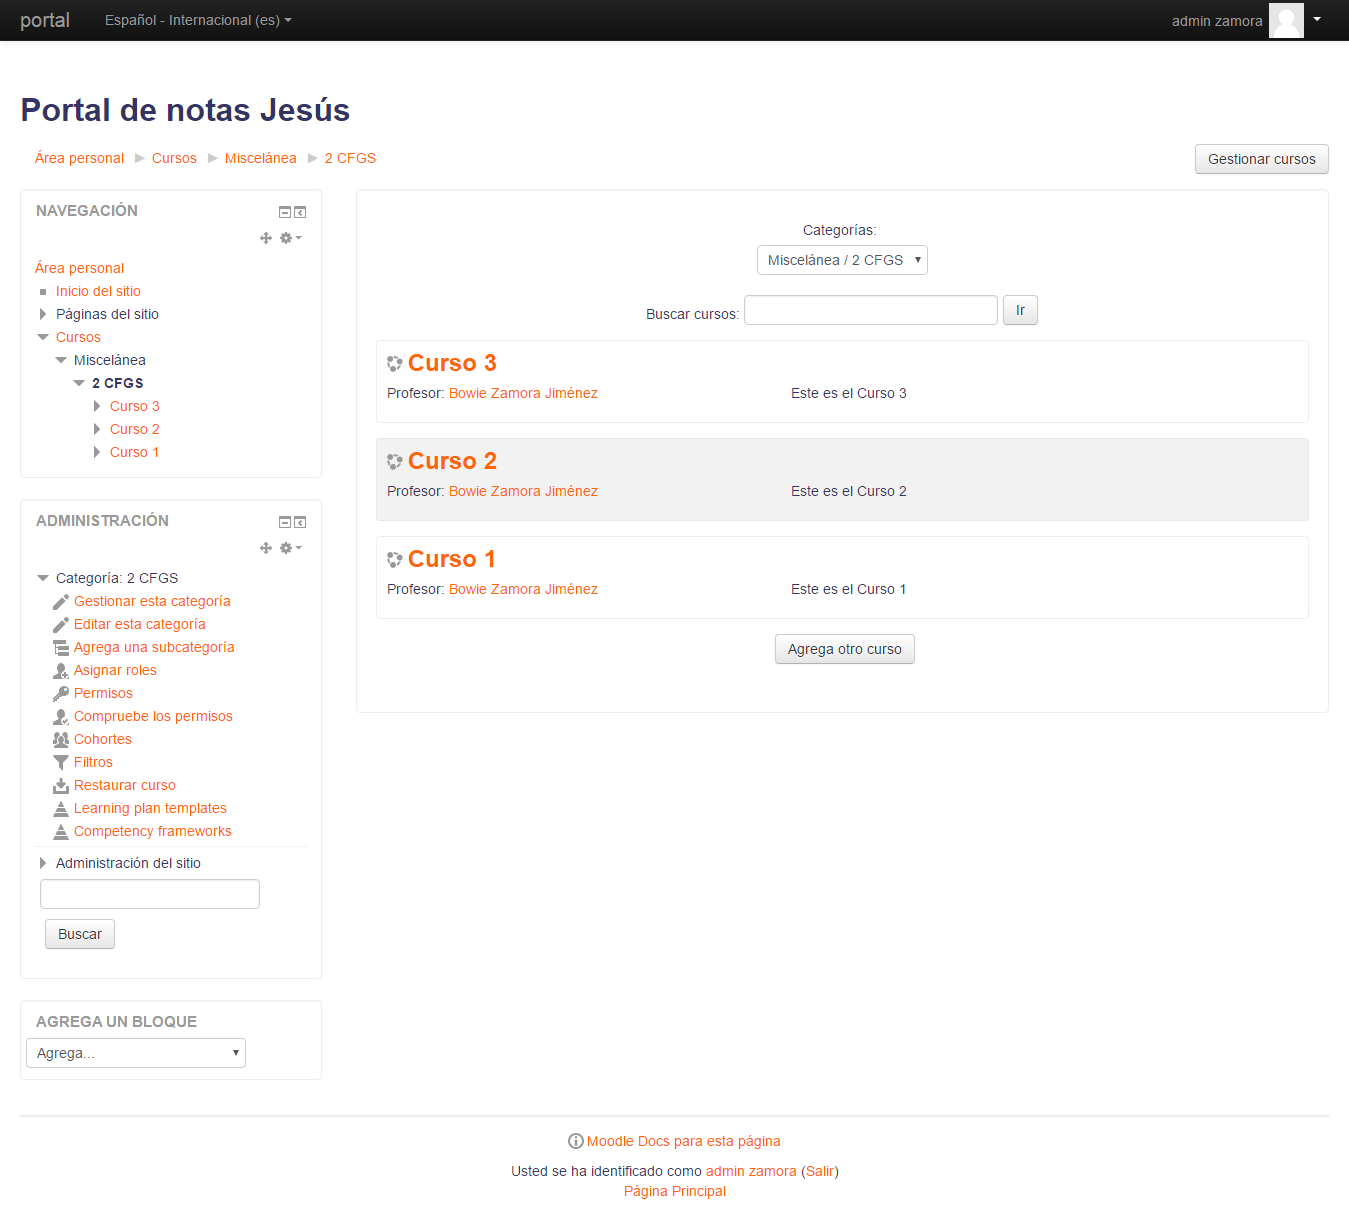 portal
Español - Internacional (es)
admin zamora
Portal de notas Jesús
Área personal Cursos Miscelánea 2 CFGS
Gestionar cursos
NAVEGACIÓN
Área personal
Inicio del sitio
Páginas del sitio
Cursos
Miscelánea
2 CFGS
Curso 3
Curso 2
Curso 1
ADMINISTRACIÓN
Categoría: 2 CFGS
Gestionar esta categoría
Editar esta categoría
Agrega una subcategoría
Asignar roles
Permisos
Compruebe los permisos
Cohortes
Filtros
Restaurar curso
Learning plan templates
Competency frameworks
Administración del sitio
Buscar
AGREGA UN BLOQUE
Agrega...
Categorías:
Miscelánea / 2 CFGS
Buscar cursos: Ir
Curso 3
Profesor: Bowie Zamora Jiménez Este es el Curso 3
Curso 2
Profesor: Bowie Zamora Jiménez Este es el Curso 2
Curso 1
Profesor: Bowie Zamora Jiménez Este es el Curso 1
Agrega otro curso
Moodle Docs para esta página
Usted se ha identificado como admin zamora (Salir)
Página Principal